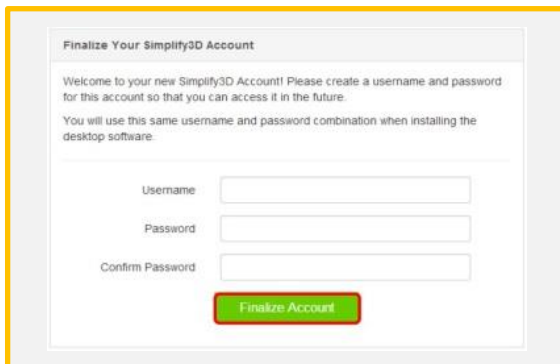 Finalize Your Simplify3D Account
Welcome to your new Simplify3D Account! Please create a username and password
for this account so that you can access it in the future.
You will use this same username and password combination when installing the
desktop software.
Username
Password
Confirm Password
Finalize Account